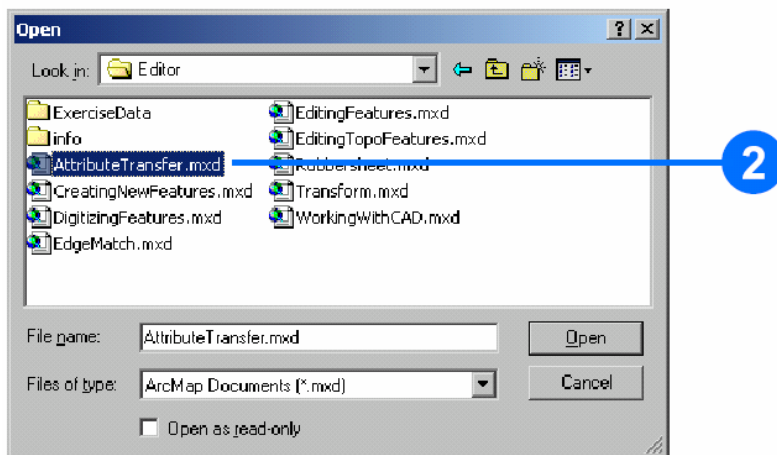 Open
Look in: Editor
ExerciseData
info
AttributeTransfer.mxd
CreatingNewFeatures.mxd
DigitizingFeatures.mxd
EdgeMatch.mxd
EditingFeatures.mxd
EditingTopoFeatures.mxd
Rubbersheet.mxd
Transform.mxd
WorkingWithCAD.mxd
2
File name: AttributeTransfer.mxd Open
Files of type: ArcMap Documents (*.mxd) Cancel
Open as read-only